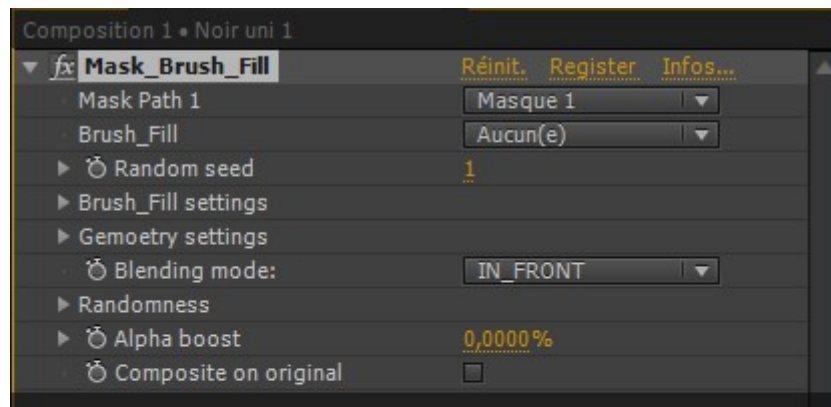 Composition 1 • Noir uni 1
fx Mask_Brush_Fill Réinit. Register Infos...
Mask Path 1 Masque 1
Brush_Fill Aucun(e)
Random seed 1
Brush_Fill settings
Gemoetry settings
Blending mode: IN_FRONT
Randomness
Alpha boost 0,0000%
Composite on original